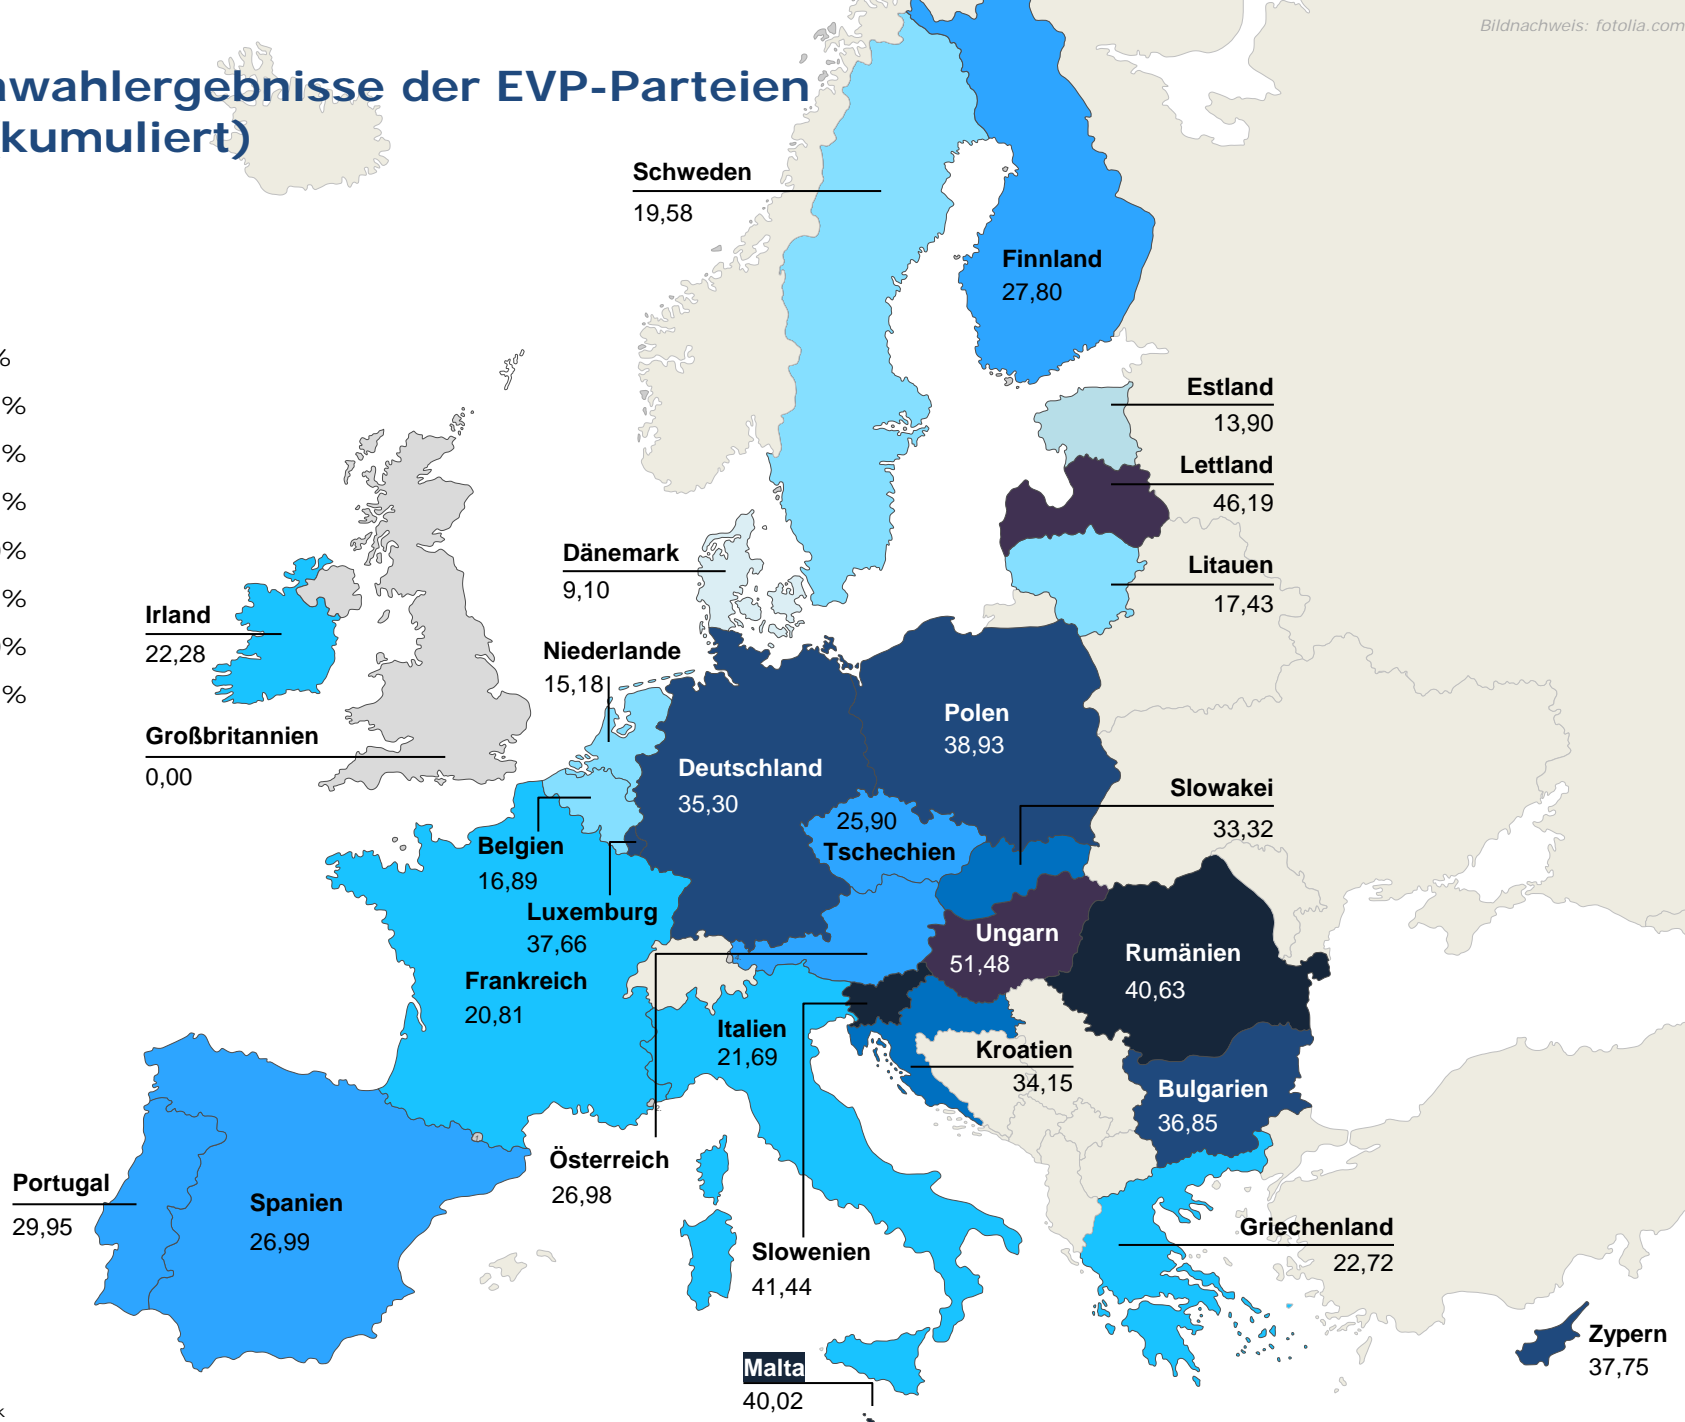 Bildnachweis: fotolia.com
wahlergebnisse der EVP-Parteien
kumuliert)
%
%
%
%
%
%
%
%
Schweden
19,58
Finnland
27,80
Estland
13,90
Lettland
46,19
Litauen
17,43
Dänemark
9,10
Irland
22,28
Niederlande
15,18
Großbritannien
0,00
Polen
38,93
Deutschland
35,30
Slowakei
33,32
25,90
Tschechien
Belgien
16,89
Luxemburg
37,66
Frankreich
20,81
Ungarn
51,48
Rumänien
40,63
Italien
21,69
Kroatien
34,15
Bulgarien
36,85
Österreich
26,98
Portugal
29,95
Spanien
26,99
Slowenien
41,44
Griechenland
22,72
Malta
40,02
Zypern
37,75